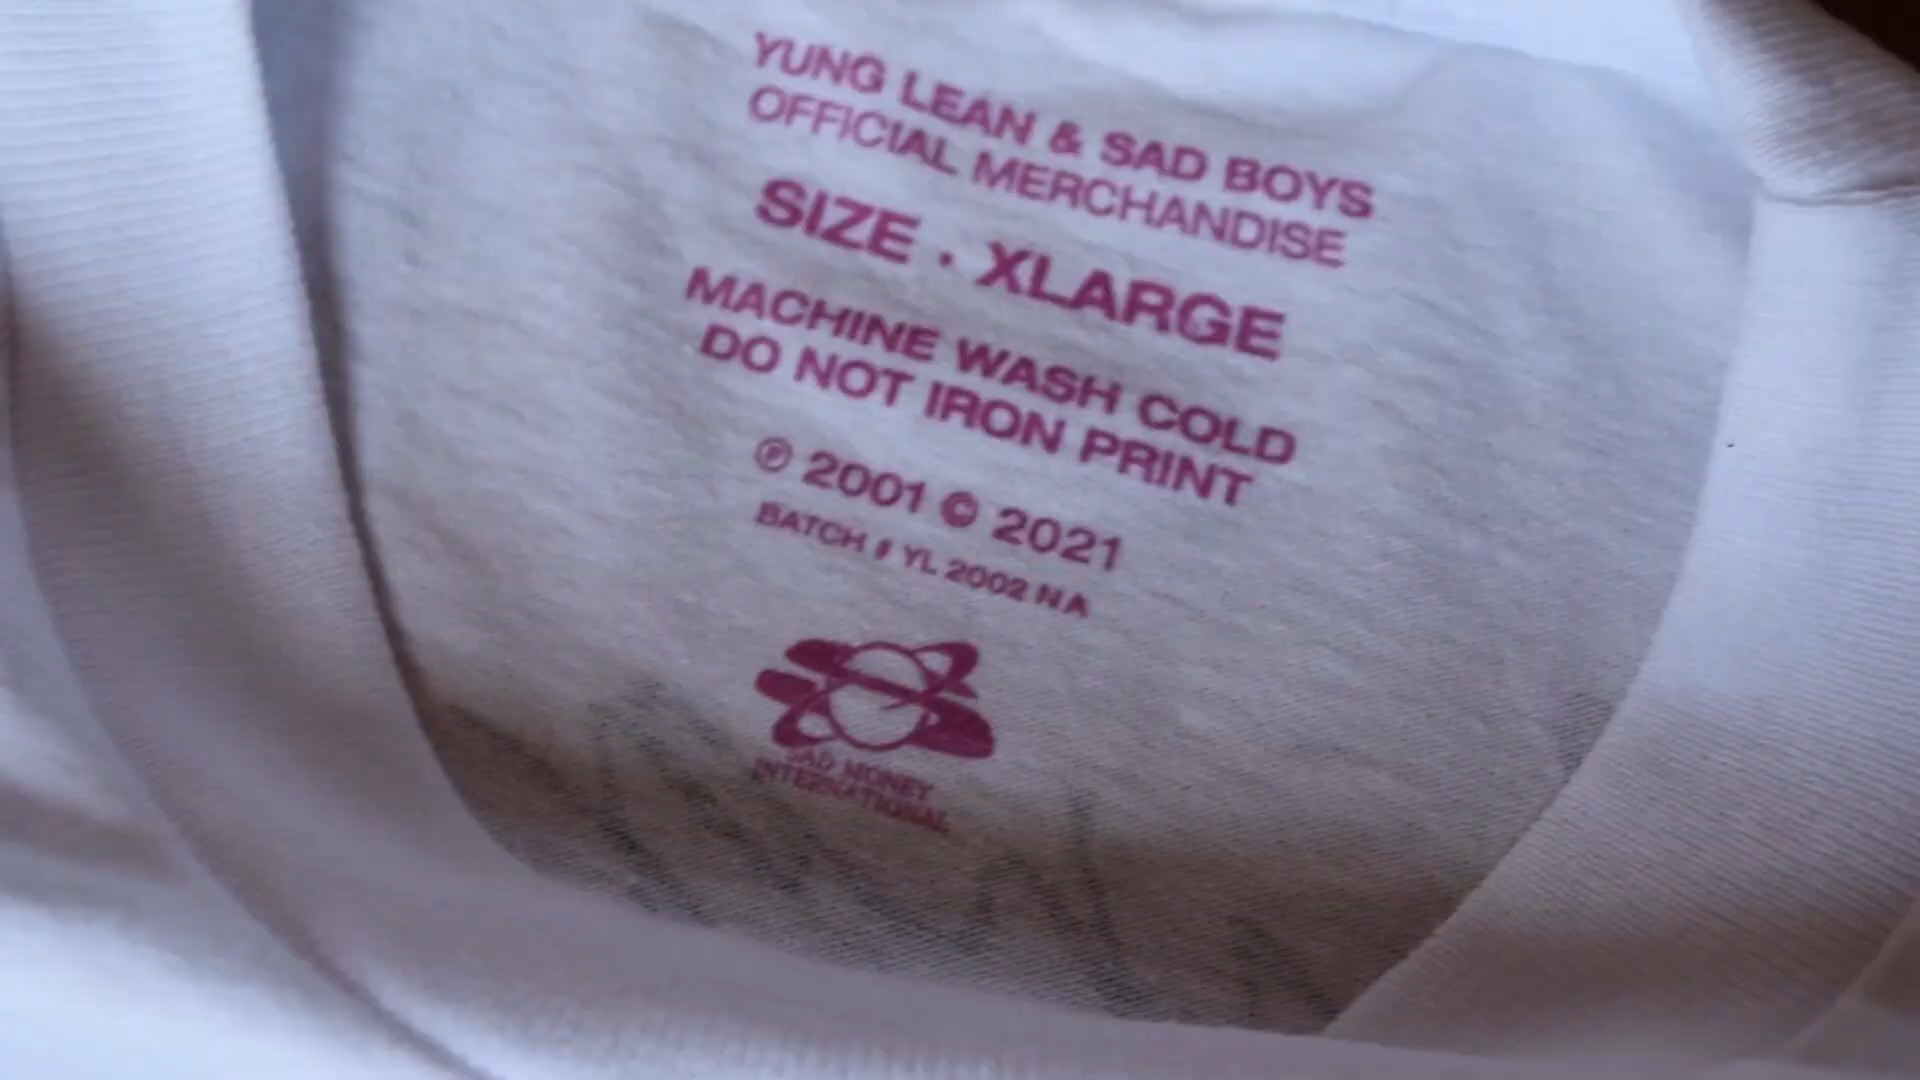 YUNG LEAN & SAD BOYS
OFFICIAL MERCHANDISE
SIZE . XLARGE
MACHINE WASH COLD
DO NOT IRON PRINT
℗ 2001 © 2021
BATCH # YL 2002 NA
SAD MONEY
INTERNATIONAL